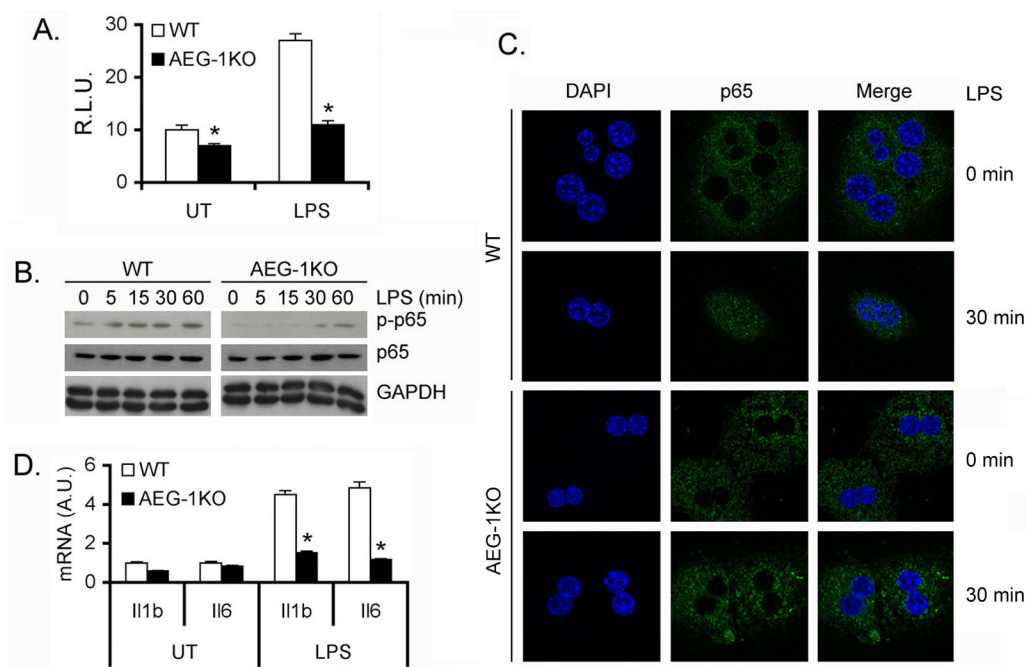 A.
30
20
10
0
R.L.U.
WT
AEG-1KO
*
*
UT LPS
B.
WT AEG-1KO
0 5 15 30 60 0 5 15 30 60 LPS (min)
p-p65
p65
GAPDH
C.
DAPI p65 Merge LPS
WT
0 min
30 min
AEG-1KO
0 min
30 min
D.
6
4
2
0
mRNA (A.U.)
WT
AEG-1KO
*
*
Il1b Il6 Il1b Il6
UT LPS